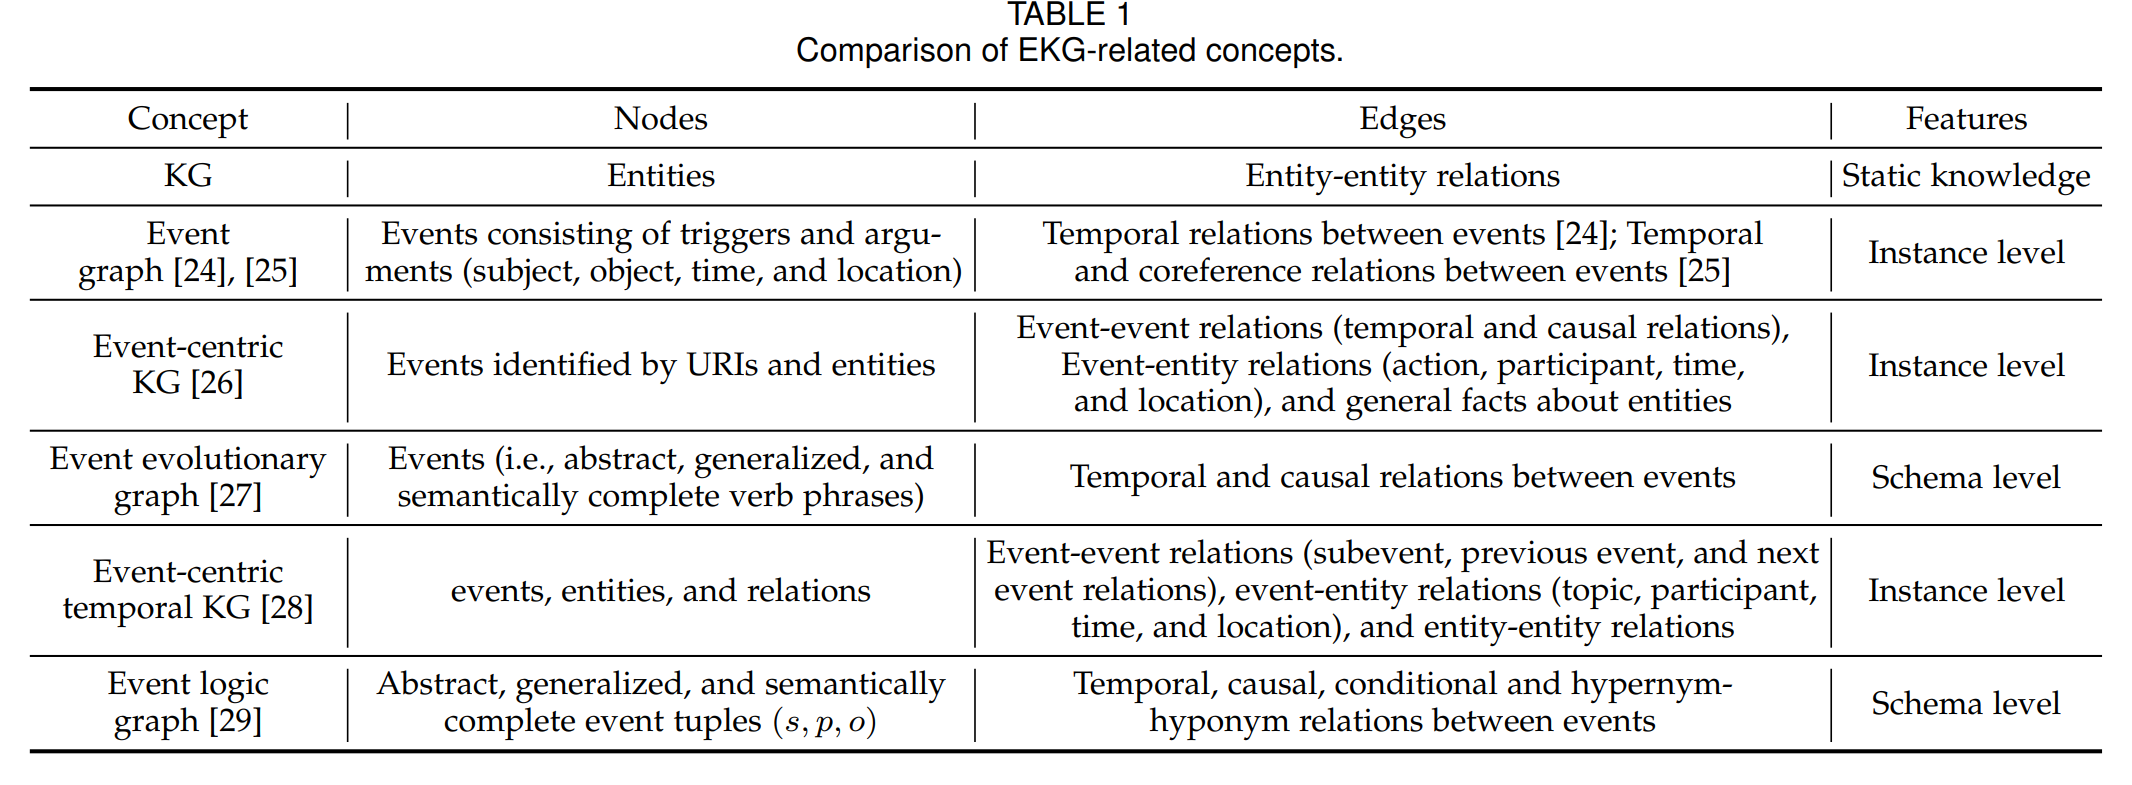 TABLE 1
Comparison of EKG-related concepts.
Concept
Nodes
Edges
Features
KG
Entities
Entity-entity relations
Static knowledge
Event
graph [24], [25]
Events consisting of triggers and argu-
ments (subject, object, time, and location)
Temporal relations between events [24]; Temporal
and coreference relations between events [25]
Instance level
Event-centric
KG [26]
Events identified by URIs and entities
Event-event relations (temporal and causal relations),
Event-entity relations (action, participant, time,
and location), and general facts about entities
Instance level
Event evolutionary
graph [27]
Events (i.e., abstract, generalized, and
semantically complete verb phrases)
Temporal and causal relations between events
Schema level
Event-centric
temporal KG [28]
events, entities, and relations
Event-event relations (subevent, previous event, and next
event relations), event-entity relations (topic, participant,
time, and location), and entity-entity relations
Instance level
Event logic
graph [29]
Abstract, generalized, and semantically
complete event tuples (s, p, o)
Temporal, causal, conditional and hypernym-
hyponym relations between events
Schema level